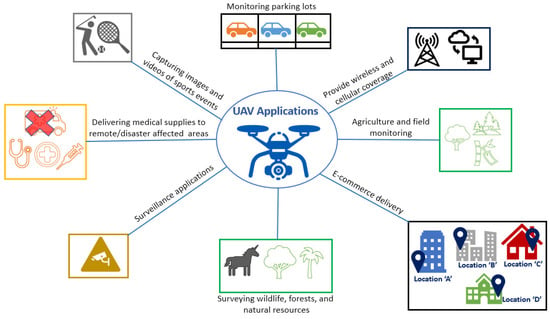 Monitoring parking lots
Capturing images and
videos of sports events
Provide wireless and
cellular coverage
UAV Applications
Delivering medical supplies to
remote/disaster affected areas
Agriculture and field
monitoring
Surveillance applications
E-commerce delivery
Surveying wildlife, forests, and
natural resources
Location 'A'
Location 'B'
Location 'C'
Location 'D'